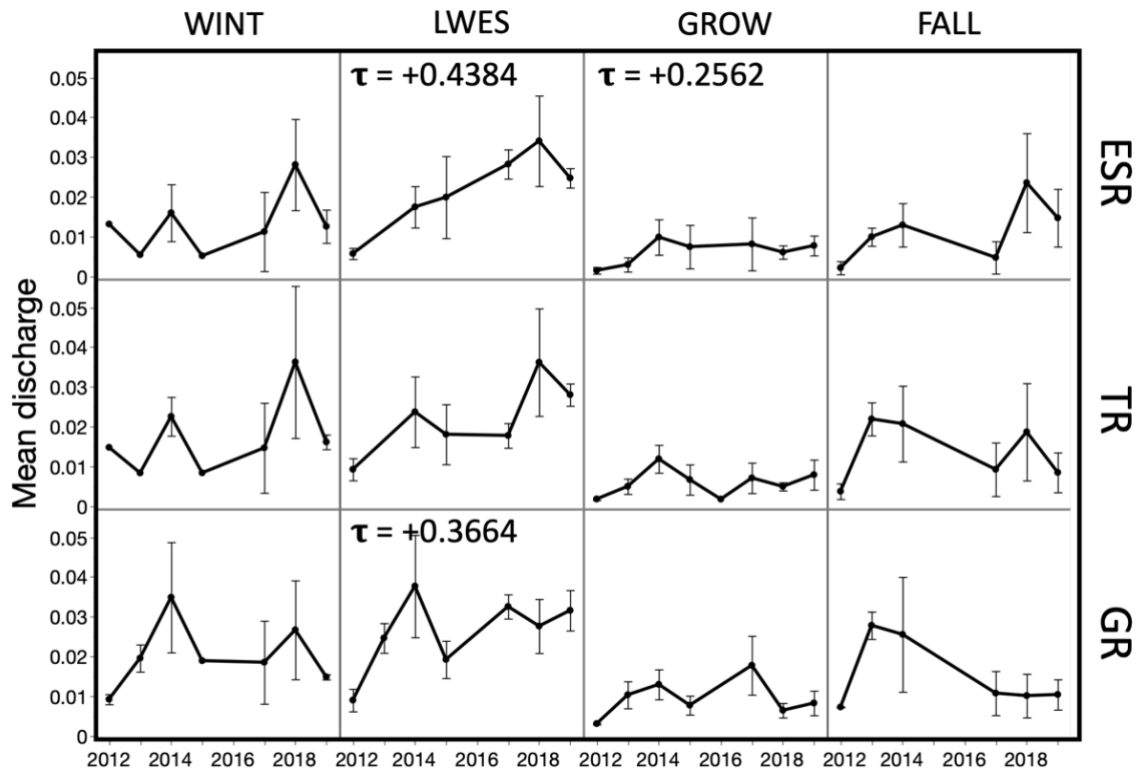 WINT LWES GROW FALL
τ = +0.4384 τ = +0.2562
0.05
0.04
0.03
0.02
0.01
0
ESR
0.05
0.04
0.03
0.02
0.01
0
TR
Mean discharge
τ = +0.3664
0.05
0.04
0.03
0.02
0.01
0
GR
2012 2014 2016 2018 2012 2014 2016 2018 2012 2014 2016 2018 2012 2014 2016 2018